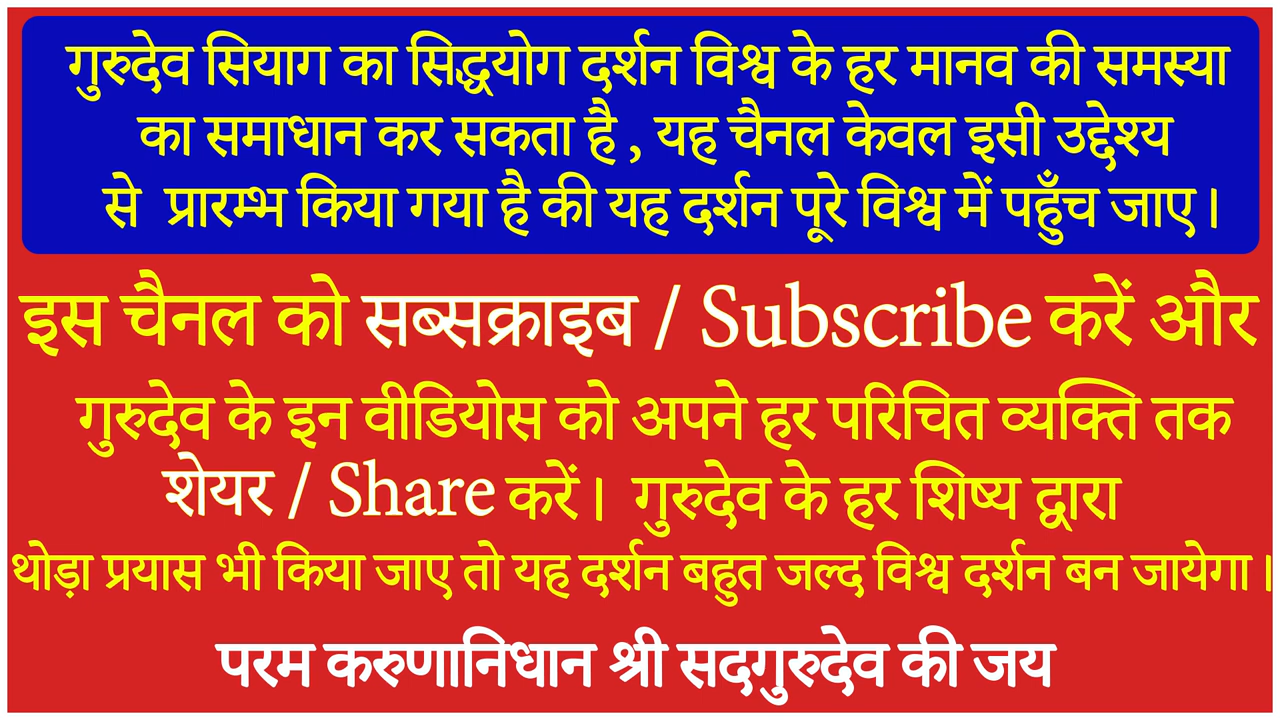 गुरुदेव सियाग का सिद्धयोग दर्शन विश्व के हर मानव की समस्या
का समाधान कर सकता है , यह चैनल केवल इसी उद्देश्य
से प्रारम्भ किया गया है की यह दर्शन पूरे विश्व में पहुँच जाए।
इस चैनल को सब्सक्राइब / Subscribe करें और
गुरुदेव के इन वीडियोस को अपने हर परिचित व्यक्ति तक
शेयर / Share करें। गुरुदेव के हर शिष्य द्वारा
थोड़ा प्रयास भी किया जाए तो यह दर्शन बहुत जल्द विश्व दर्शन बन जायेगा।
परम करुणानिधान श्री सदगुरुदेव की जय